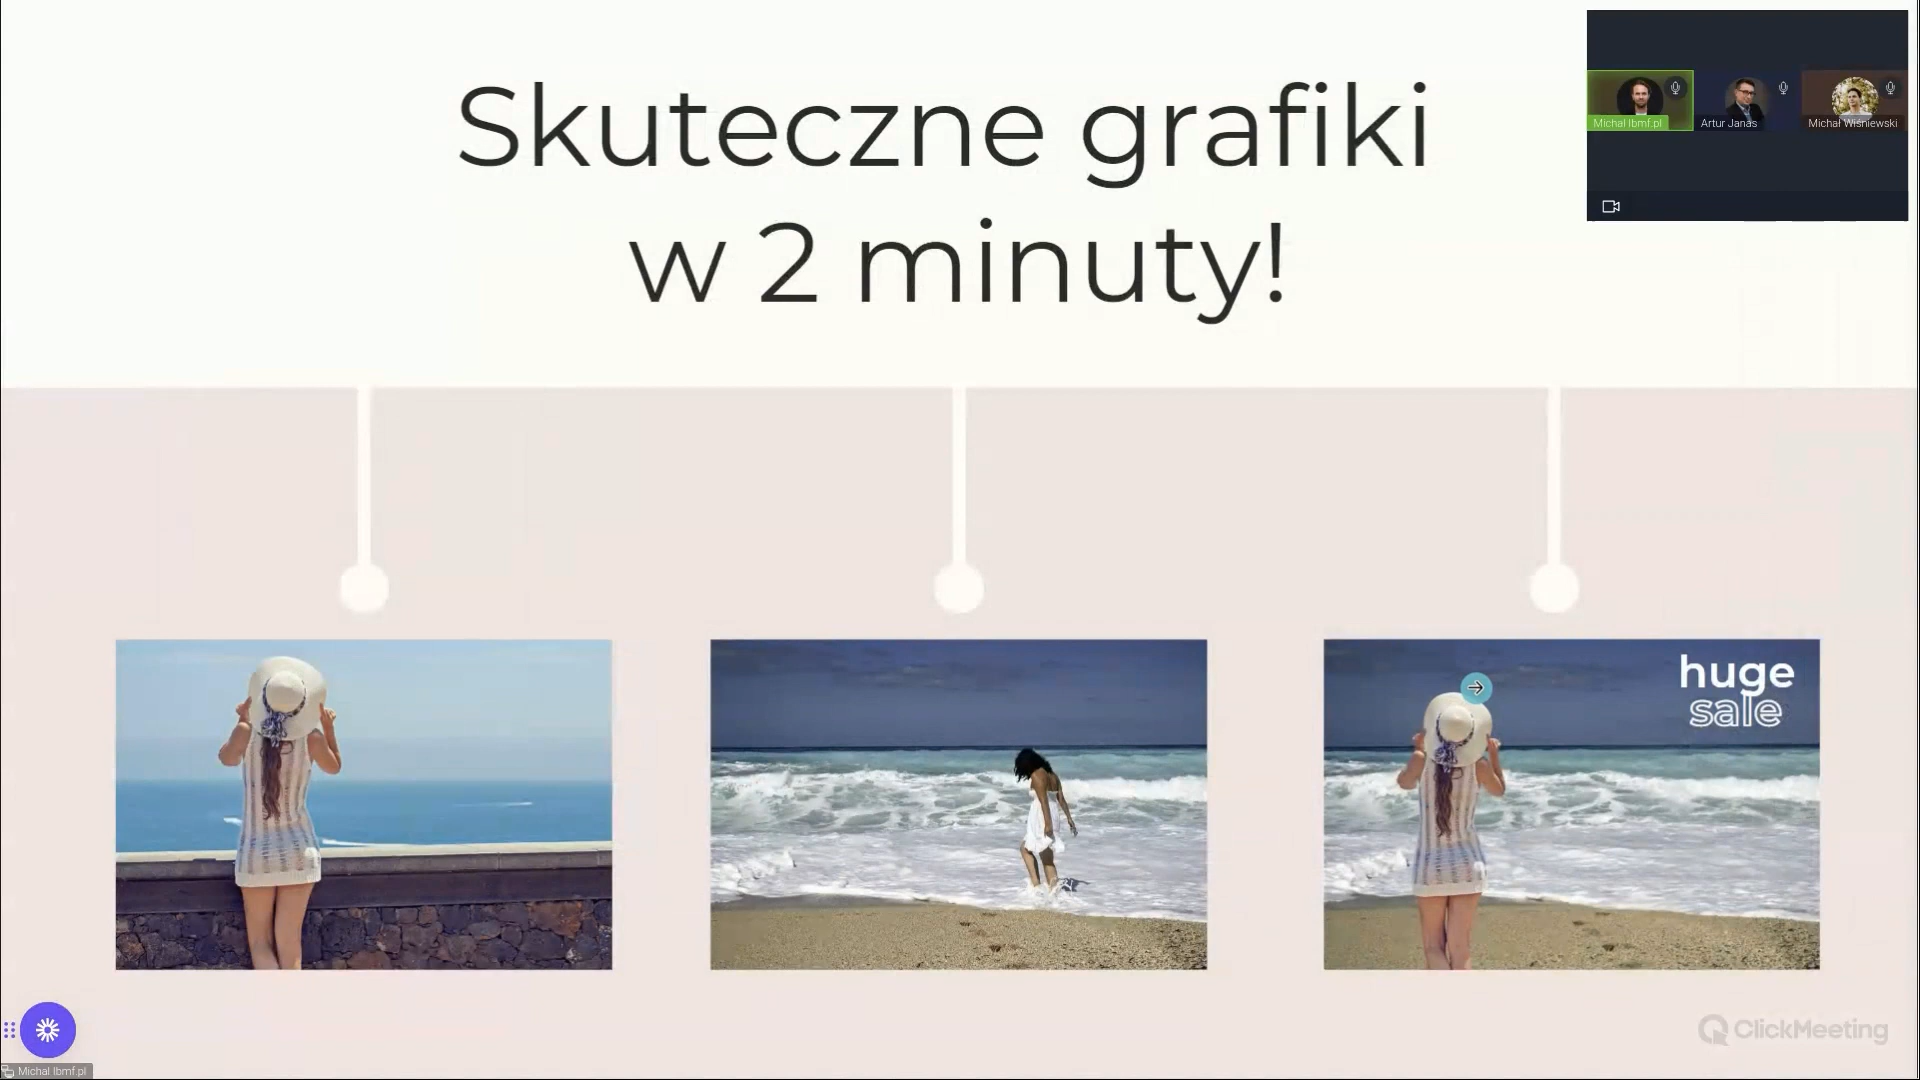 Skuteczne grafiki
w 2 minuty!
Michał Ibmf.pl
Artur Janas
Michał Wiśniewski
huge
sale
ClickMeeting
Michał Ibmf.pl